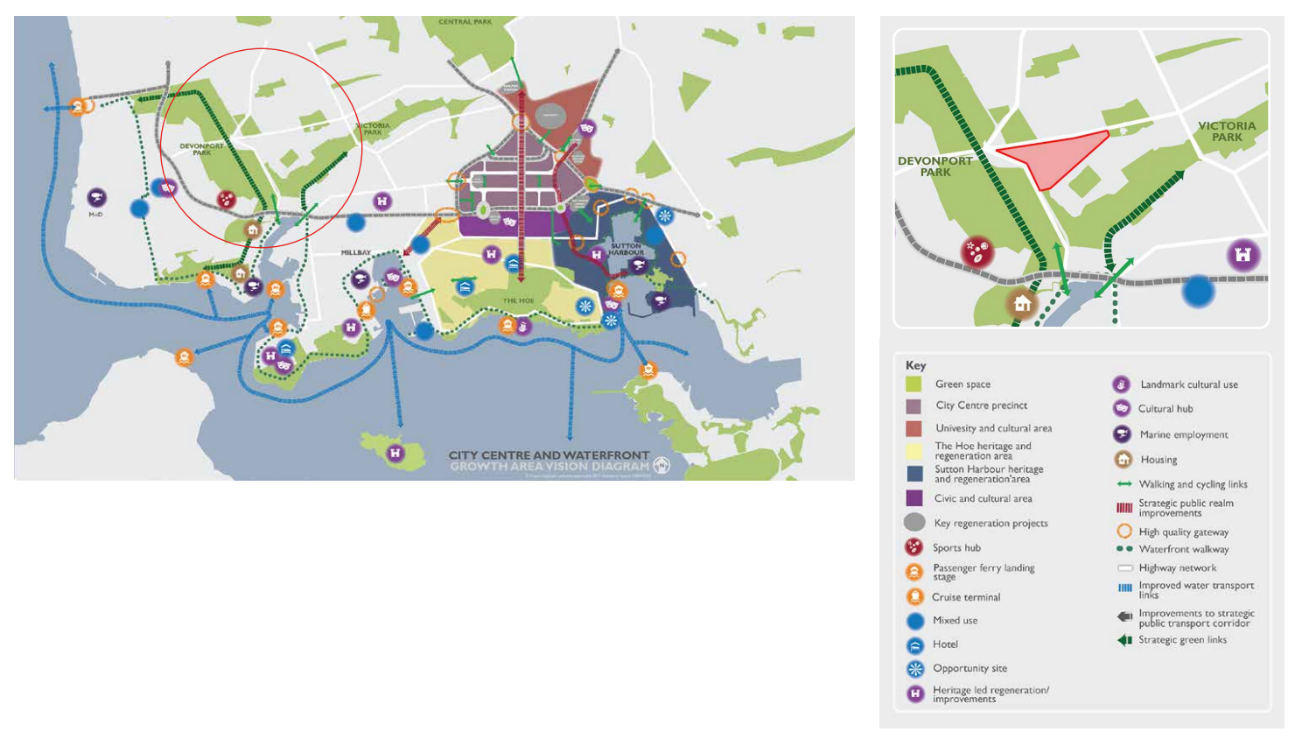 CENTRAL PARK
VICTORIA
PARK
DEVONPORT
PARK
MoD
MILLBAY
SUTTON
HARBOUR
THE HOE
CITY CENTRE AND WATERFRONT
GROWTH AREA VISION DIAGRAM
VICTORIA
PARK
DEVONPORT
PARK
Key
Green space
City Centre precinct
Univesity and cultural area
The Hoe heritage and
regeneration area
Sutton Harbour heritage
and regeneration'area
Civic and cultural area
Key regeneration projects
Sports hub
Passenger ferry landing
stage
Cruise terminal
Mixed use
Hotel
Opportunity site
Heritage led regeneration/
improvements
Landmark cultural use
Cultural hub
Marine employment
Housing
Walking and cycling links
Strategic public realm
improvements
High quality gateway
Waterfront walkway
Highway network
Improved water transport
links
Improvements to strategic
public transport corridor
Strategic green links